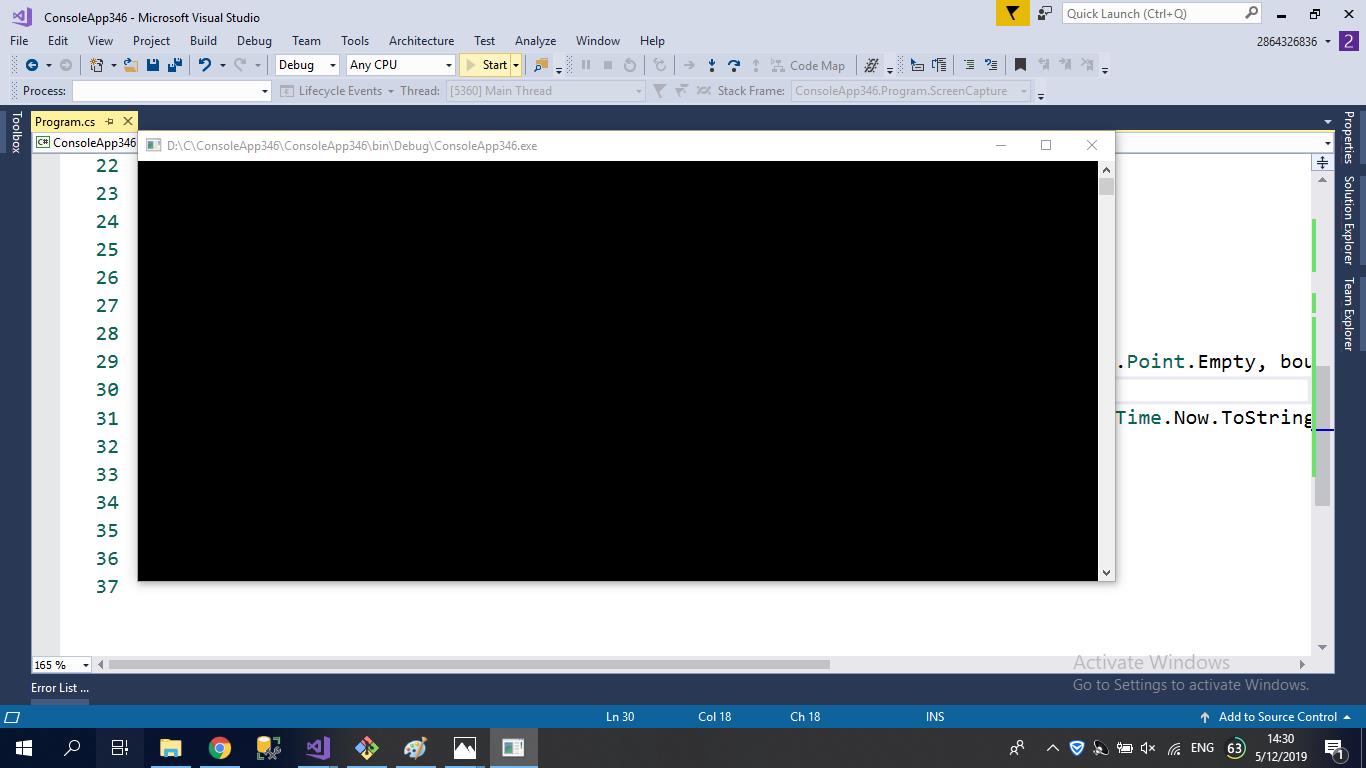 ConsoleApp346 - Microsoft Visual Studio
Quick Launch (Ctrl+Q)
File Edit View Project Build Debug Team Tools Architecture Test Analyze Window Help
2864326836
2
Debug Any CPU Start Code Map
Process: Lifecycle Events Thread: [5360] Main Thread Stack Frame: ConsoleApp346.Program.ScreenCapture
Toolbox
Program.cs
C# ConsoleApp346
D:\C\ConsoleApp346\ConsoleApp346\bin\Debug\ConsoleApp346.exe
Properties
Solution Explorer
Team Explorer
22
23
24
25
26
27
28
29 .Point.Empty, bou
30
31 Time.Now.ToString
32
33
34
35
36
37
165 %
Activate Windows
Go to Settings to activate Windows.
Error List ...
Ln 30 Col 18 Ch 18 INS Add to Source Control
ENG 63 14:30
5/12/2019
1